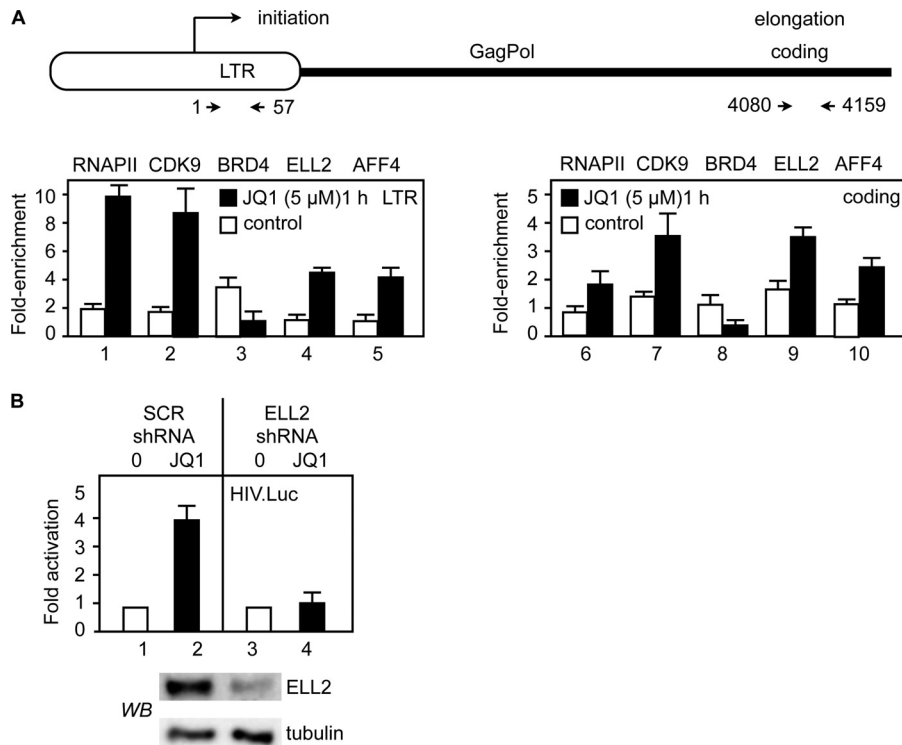 A
initiation
elongation
LTR
GagPol
coding
1
57
4080
4159
RNAPII CDK9 BRD4 ELL2 AFF4
JQ1 (5 µM)1 h LTR
control
Fold-enrichment
10
8
6
4
2
0
1 2 3 4 5
RNAPII CDK9 BRD4 ELL2 AFF4
JQ1 (5 µM)1 h coding
control
Fold-enrichment
5
4
3
2
1
0
6 7 8 9 10
B
SCR
shRNA
0 JQ1
ELL2
shRNA
0 JQ1
HIV.Luc
Fold activation
5
4
3
2
1
0
1 2 3 4
WB
ELL2
tubulin